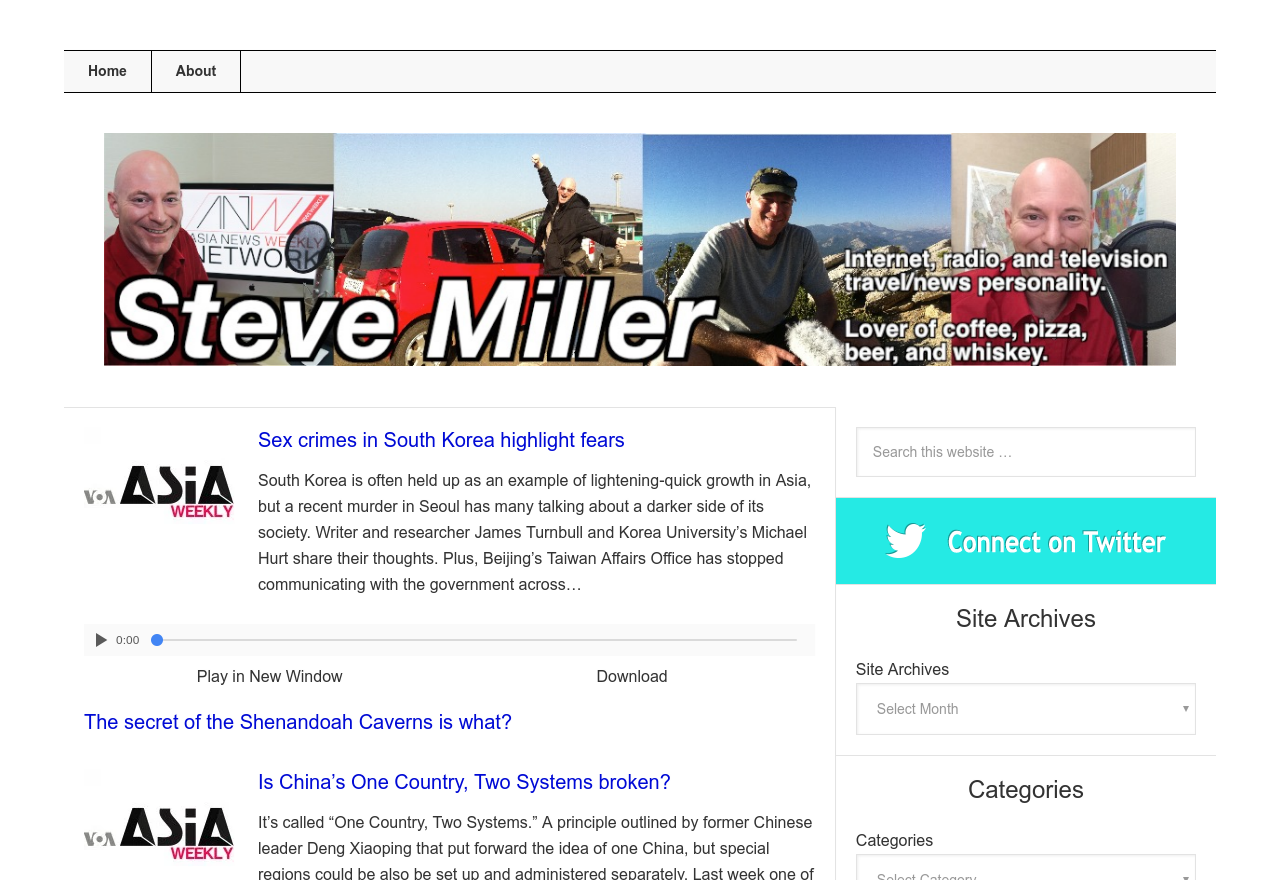 Home
About
ASIA NEWS WEEKLY
NETWORK
Steve Miller
Internet, radio, and television
travel/news personality.
Lover of coffee, pizza,
beer, and whiskey.
VOA ASiA
WEEKLY
Sex crimes in South Korea highlight fears
South Korea is often held up as an example of lightening-quick growth in Asia,
but a recent murder in Seoul has many talking about a darker side of its
society. Writer and researcher James Turnbull and Korea University’s Michael
Hurt share their thoughts. Plus, Beijing’s Taiwan Affairs Office has stopped
communicating with the government across…
0:00
Play in New Window
Download
The secret of the Shenandoah Caverns is what?
VOA ASiA
WEEKLY
Is China’s One Country, Two Systems broken?
It’s called “One Country, Two Systems.” A principle outlined by former Chinese
leader Deng Xiaoping that put forward the idea of one China, but special
regions could be also be set up and administered separately. Last week one of
Search this website …
Connect on Twitter
Site Archives
Site Archives
Select Month
Categories
Categories
Select Category